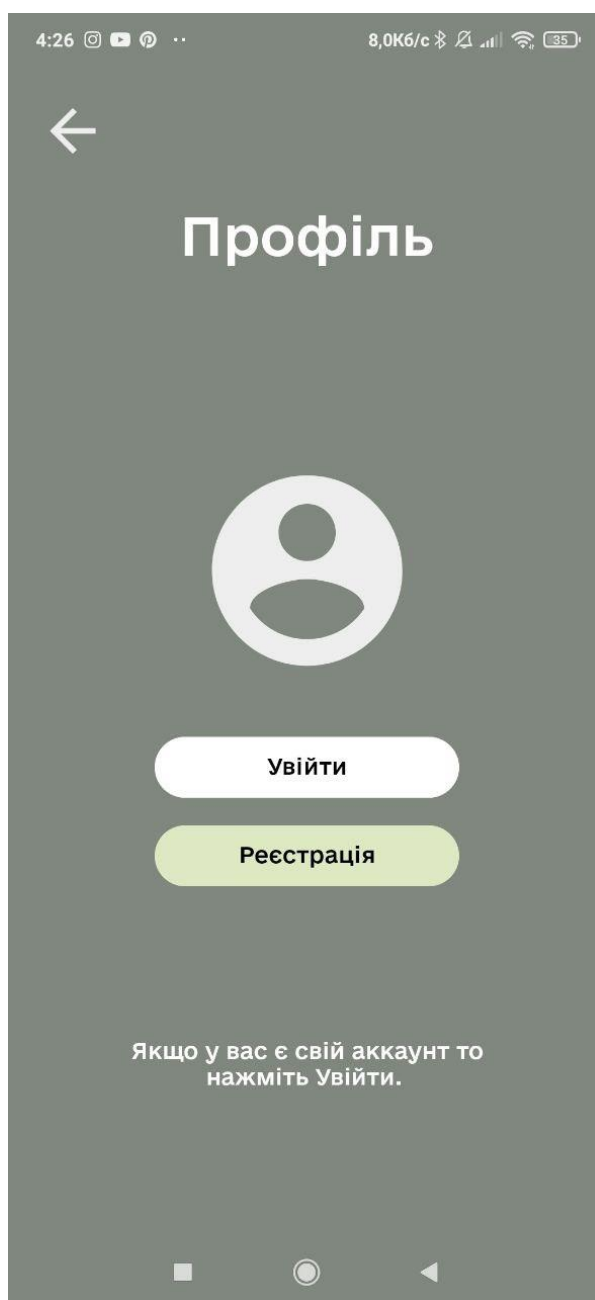 4:26 8,0Кб/с 35
Профіль
Увійти
Реєстрація
Якщо у вас є свій аккаунт то
нажміть Увійти.